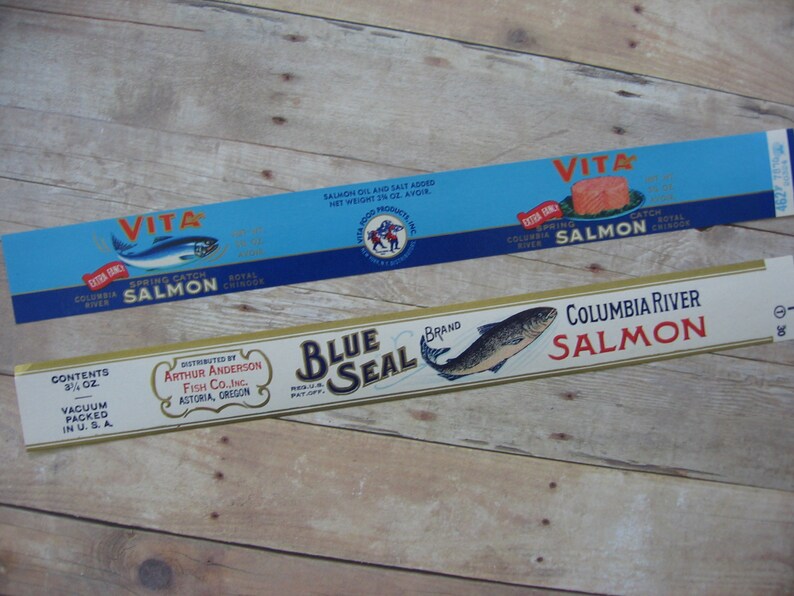 VITA
EXTRA FANCY
COLUMBIA RIVER
SPRING CATCH
SALMON
ROYAL CHINOOK
SALMON OIL AND SALT ADDED
NET WEIGHT 3¾ OZ. AVOIR.
VITA FOOD PRODUCTS, INC.
VITA
EXTRA FANCY
COLUMBIA RIVER
SPRING CATCH
SALMON
ROYAL CHINOOK
CONTENTS
3¾ OZ.
VACUUM
PACKED
IN U. S. A.
DISTRIBUTED BY
ARTHUR ANDERSON
FISH CO., INC.
ASTORIA, OREGON
BLUE
SEAL
BRAND
REG. U.S.
PAT. OFF.
COLUMBIA RIVER
SALMON
1
30